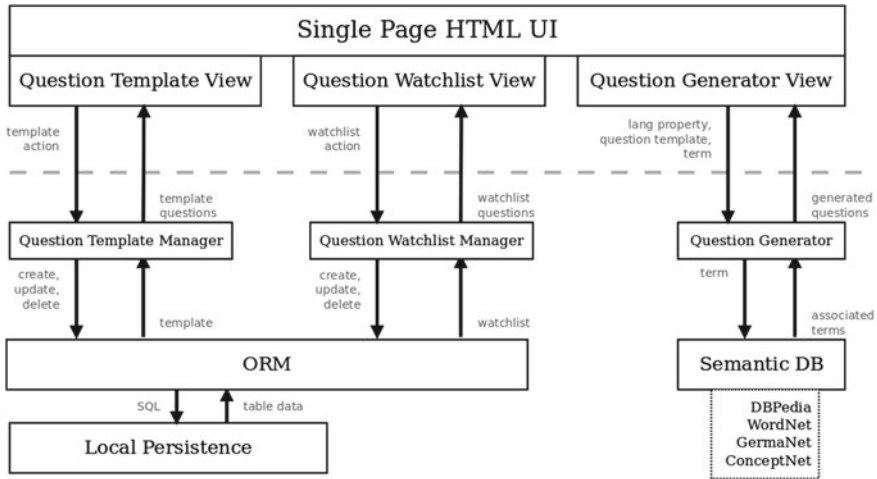 Single Page HTML UI
Question Template View
Question Watchlist View
Question Generator View
template
action
watchlist
action
lang property,
question template,
term
template
questions
watchlist
questions
generated
questions
Question Template Manager
Question Watchlist Manager
Question Generator
create,
update,
delete
template
create,
update,
delete
watchlist
term
associated
terms
ORM
Semantic DB
SQL
table data
DBPedia
WordNet
GermaNet
ConceptNet
Local Persistence